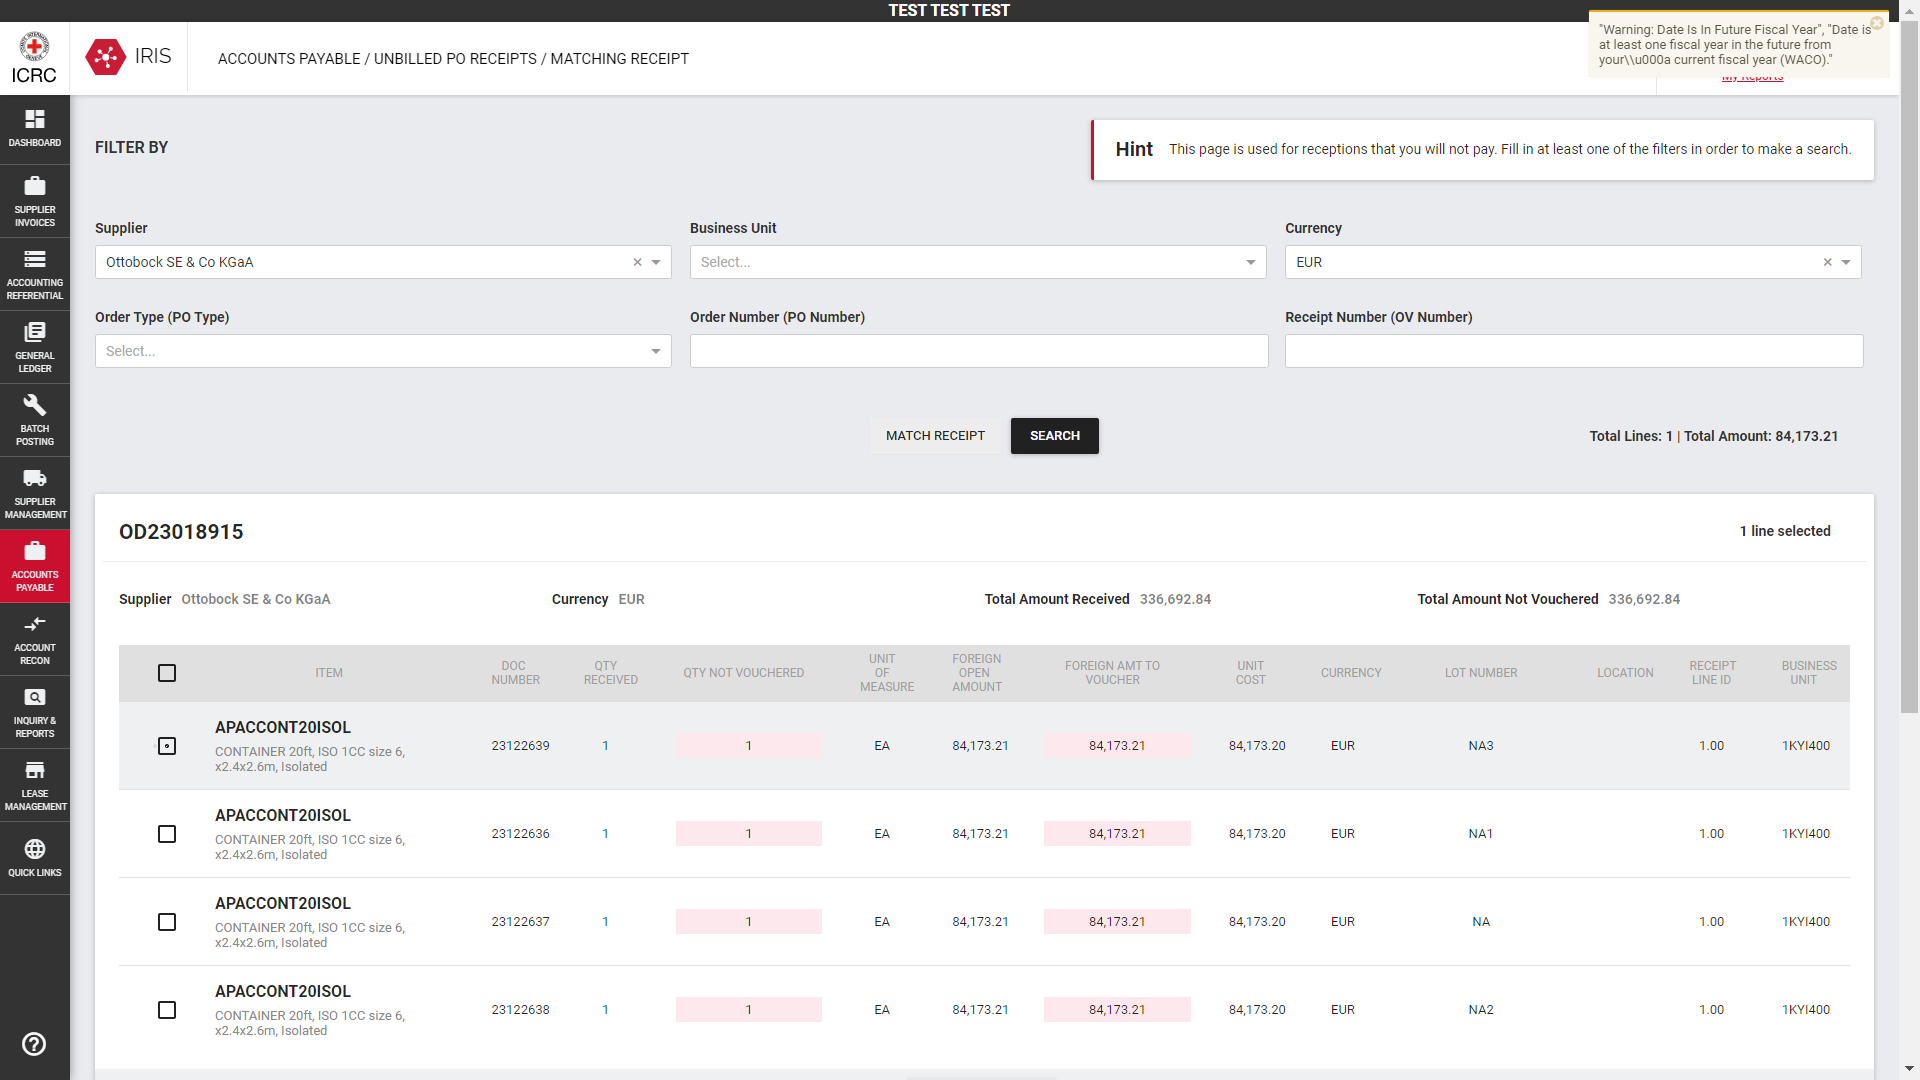 TEST TEST TEST
ICRC
IRIS
ACCOUNTS PAYABLE / UNBILLED PO RECEIPTS / MATCHING RECEIPT
"Warning: Date Is In Future Fiscal Year", "Date is
at least one fiscal year in the future from
your\\u000a current fiscal year (WACO)."
My Reports
DASHBOARD
SUPPLIER
INVOICES
ACCOUNTING
REFERENTIAL
GENERAL
LEDGER
BATCH
POSTING
SUPPLIER
MANAGEMENT
ACCOUNTS
PAYABLE
ACCOUNT
RECON
INQUIRY &
REPORTS
LEASE
MANAGEMENT
QUICK LINKS
FILTER BY
Hint This page is used for receptions that you will not pay. Fill in at least one of the filters in order to make a search.
Supplier Business Unit Currency
Ottobock SE & Co KGaA Select... EUR
Order Type (PO Type) Order Number (PO Number) Receipt Number (OV Number)
Select...
MATCH RECEIPT SEARCH Total Lines: 1 | Total Amount: 84,173.21
OD23018915 1 line selected
Supplier Ottobock SE & Co KGaA Currency EUR Total Amount Received 336,692.84 Total Amount Not Vouchered 336,692.84
ITEM DOC NUMBER QTY RECEIVED QTY NOT VOUCHERED UNIT OF MEASURE FOREIGN OPEN AMOUNT FOREIGN AMT TO VOUCHER UNIT COST CURRENCY LOT NUMBER LOCATION RECEIPT LINE ID BUSINESS UNIT
APACCONT20ISOL
CONTAINER 20ft, ISO 1CC size 6,
x2.4x2.6m, Isolated
23122639 1 1 EA 84,173.21 84,173.21 84,173.20 EUR NA3 1.00 1KYI400
APACCONT20ISOL
CONTAINER 20ft, ISO 1CC size 6,
x2.4x2.6m, Isolated
23122636 1 1 EA 84,173.21 84,173.21 84,173.20 EUR NA1 1.00 1KYI400
APACCONT20ISOL
CONTAINER 20ft, ISO 1CC size 6,
x2.4x2.6m, Isolated
23122637 1 1 EA 84,173.21 84,173.21 84,173.20 EUR NA 1.00 1KYI400
APACCONT20ISOL
CONTAINER 20ft, ISO 1CC size 6,
x2.4x2.6m, Isolated
23122638 1 1 EA 84,173.21 84,173.21 84,173.20 EUR NA2 1.00 1KYI400